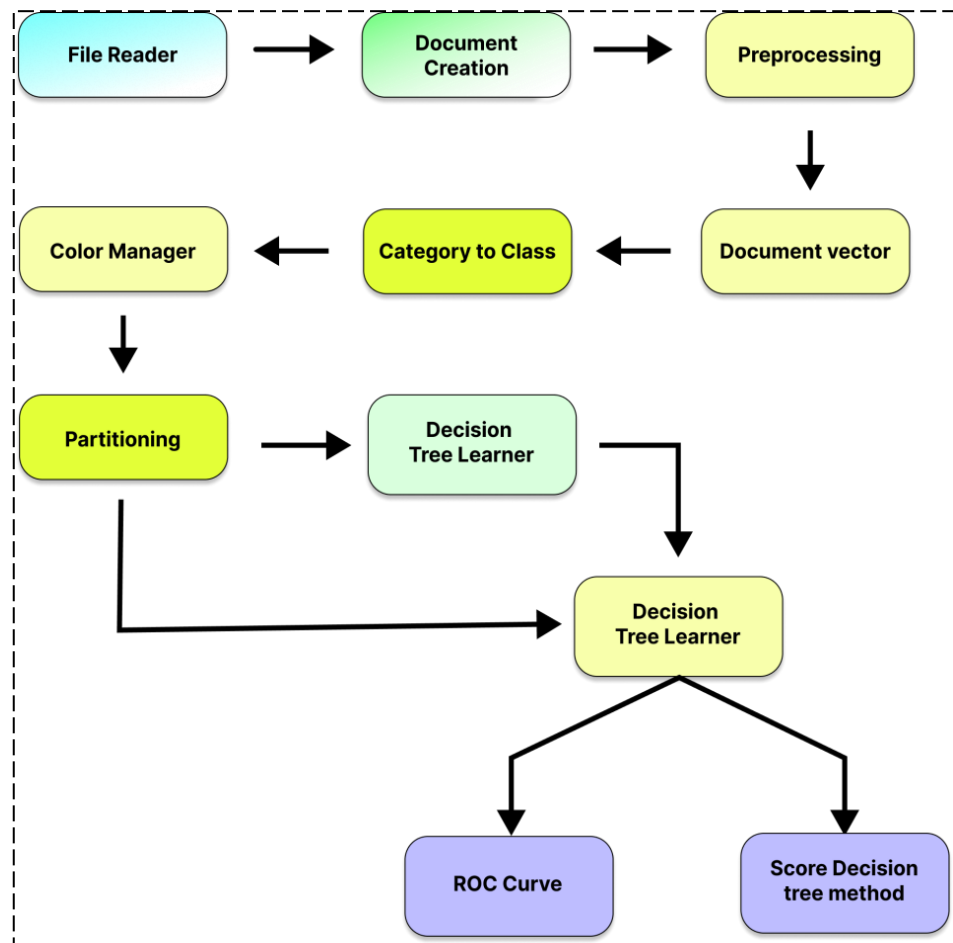 File Reader
Document
Creation
Preprocessing
Color Manager
Category to Class
Document vector
Partitioning
Decision
Tree Learner
Decision
Tree Learner
ROC Curve
Score Decision
tree method